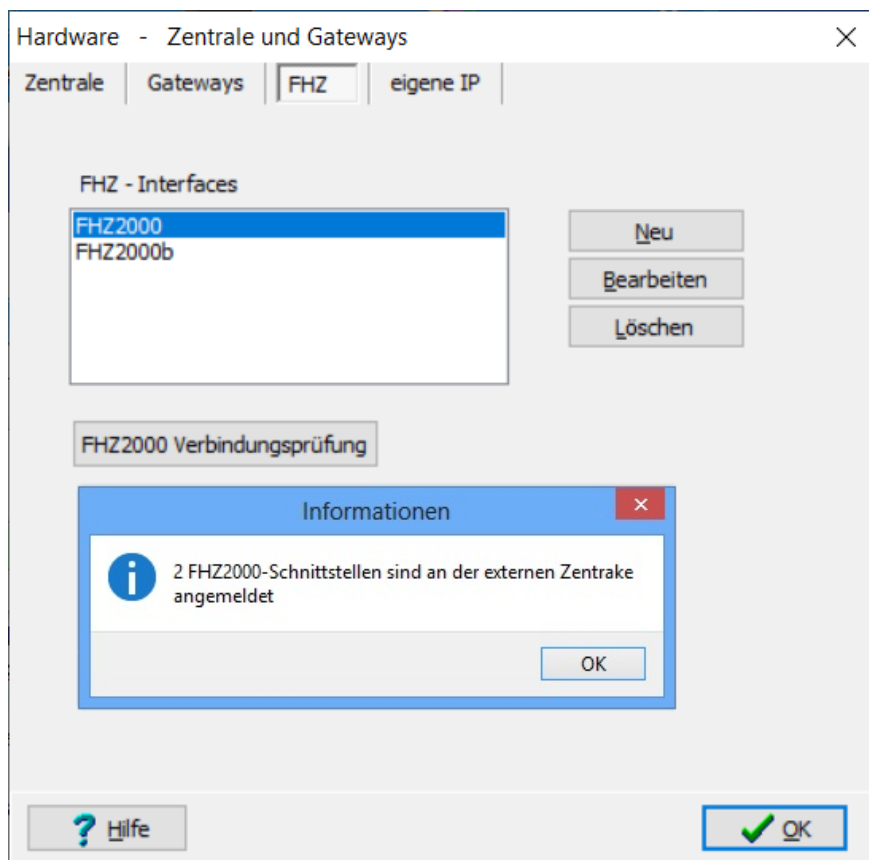 Hardware - Zentrale und Gateways
Zentrale Gateways FHZ eigene IP
FHZ - Interfaces
FHZ2000
FHZ2000b
Neu
Bearbeiten
Löschen
FHZ2000 Verbindungsprüfung
Informationen
2 FHZ2000-Schnittstellen sind an der externen Zentrake
angemeldet
OK
Hilfe
OK